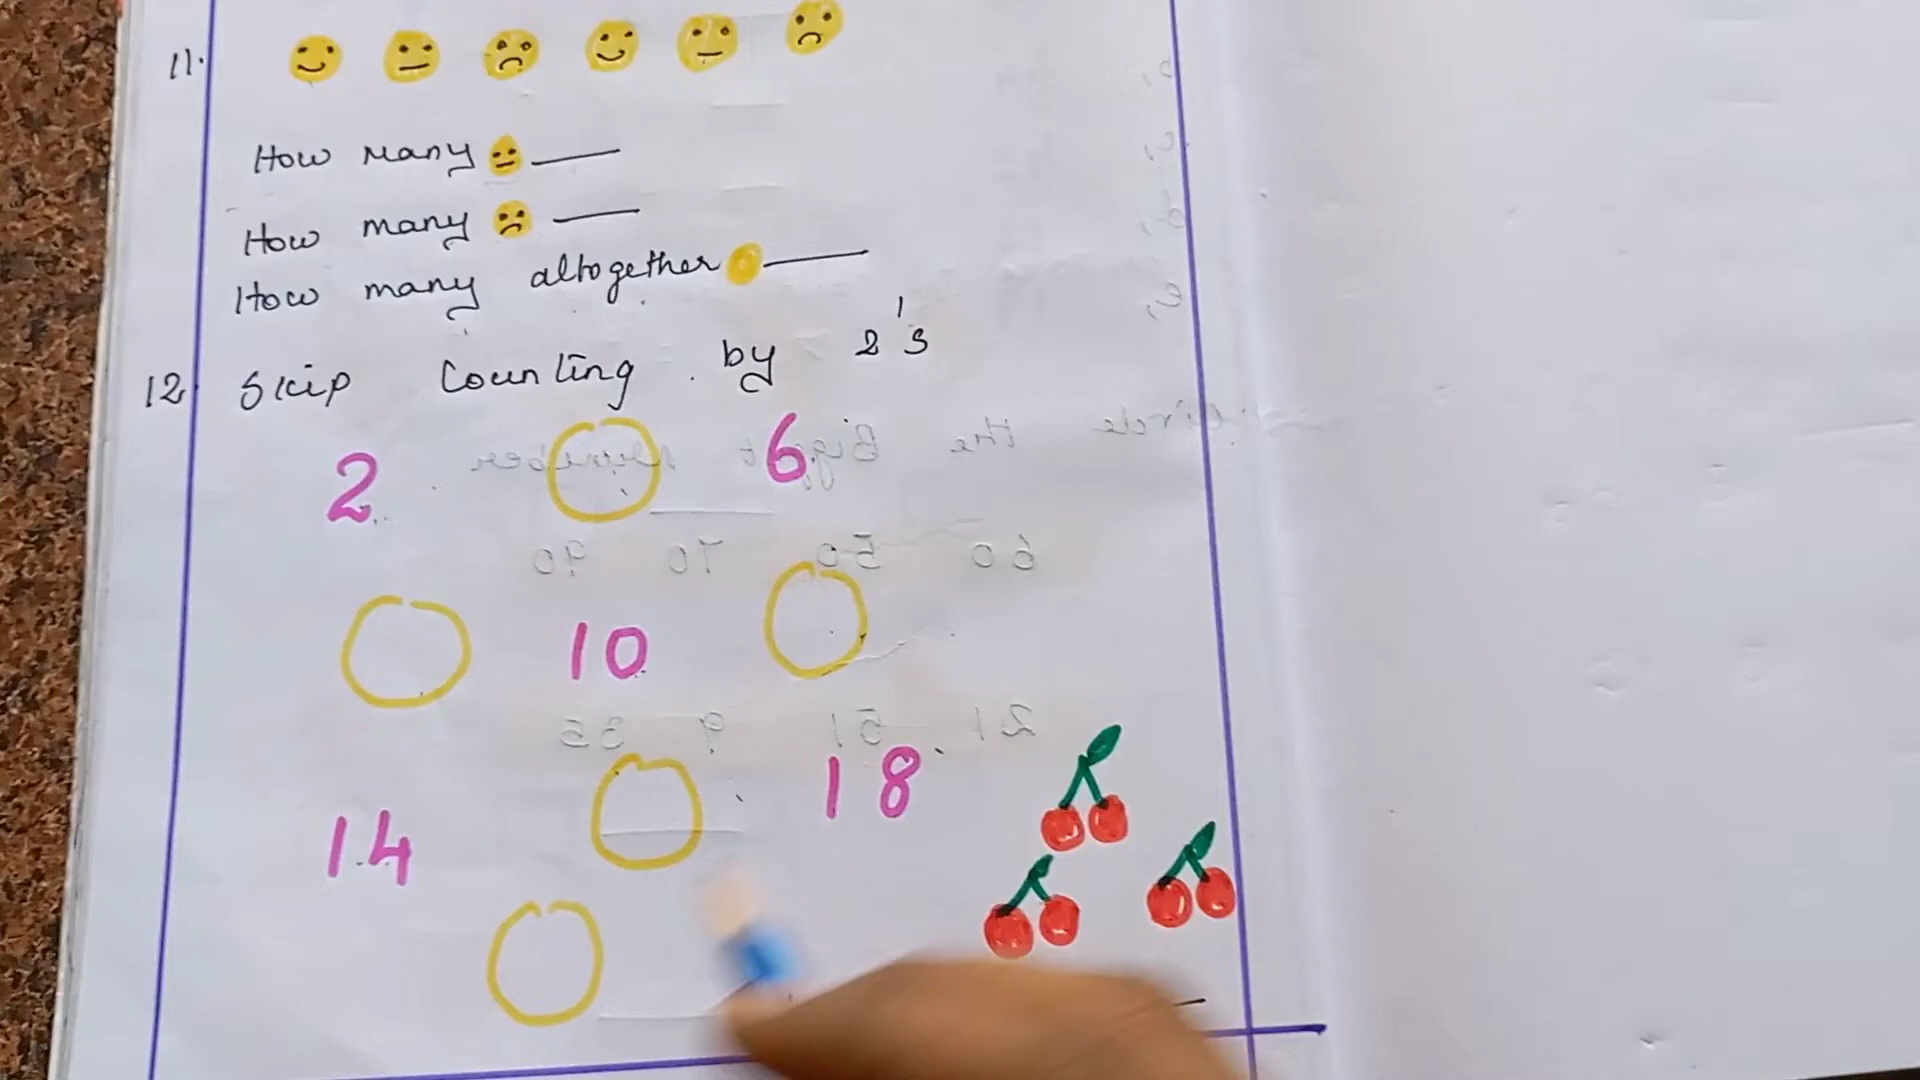 11.
How many
How many
How many altogether
12. Skip Counting by 2's
2 6
10
14 18